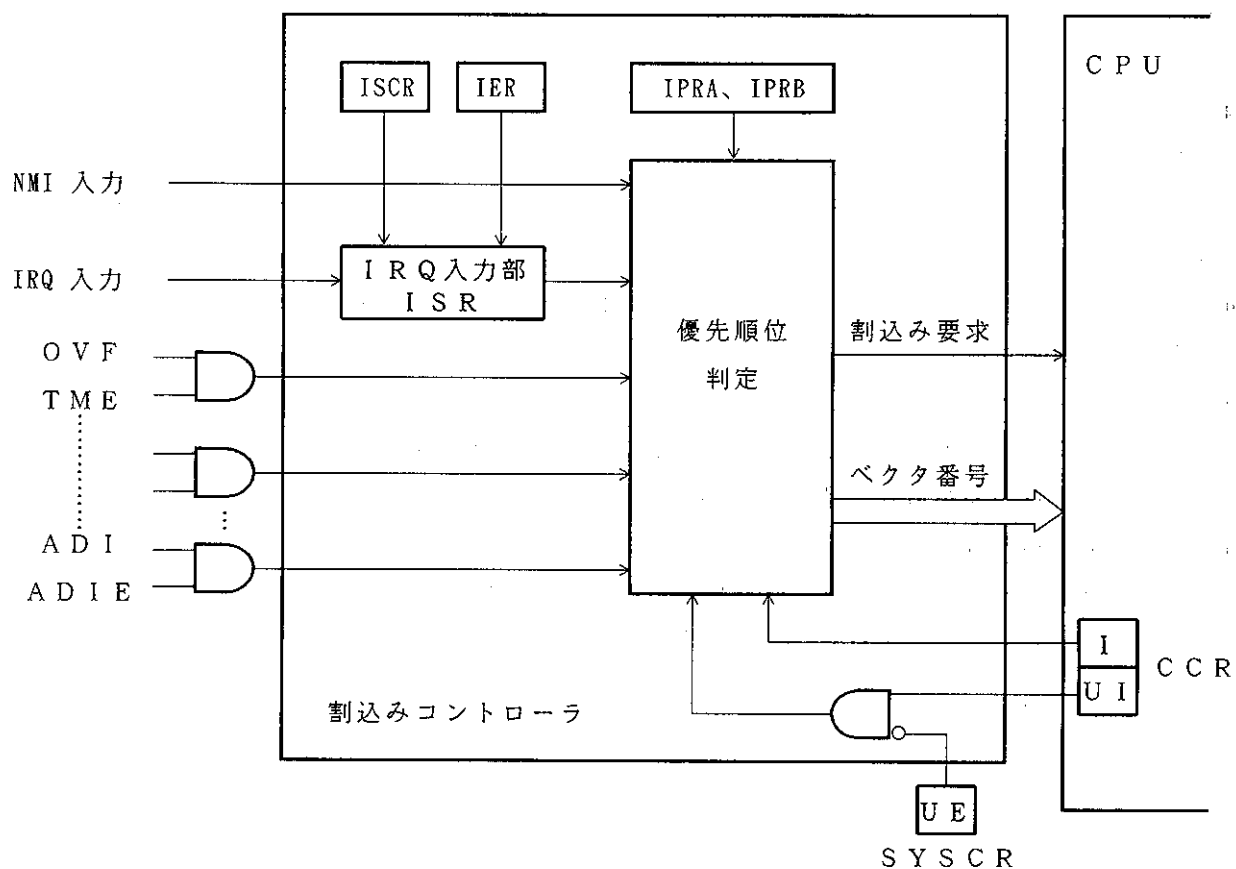 ISCR
IER
IPRA、IPRB
CPU
NMI 入力
IRQ 入力
IRQ入力部
ISR
優先順位
判定
割込み要求
ベクタ番号
OVF
TME
ADI
ADIE
I
UI
CCR
割込みコントローラ
UE
SYSCR